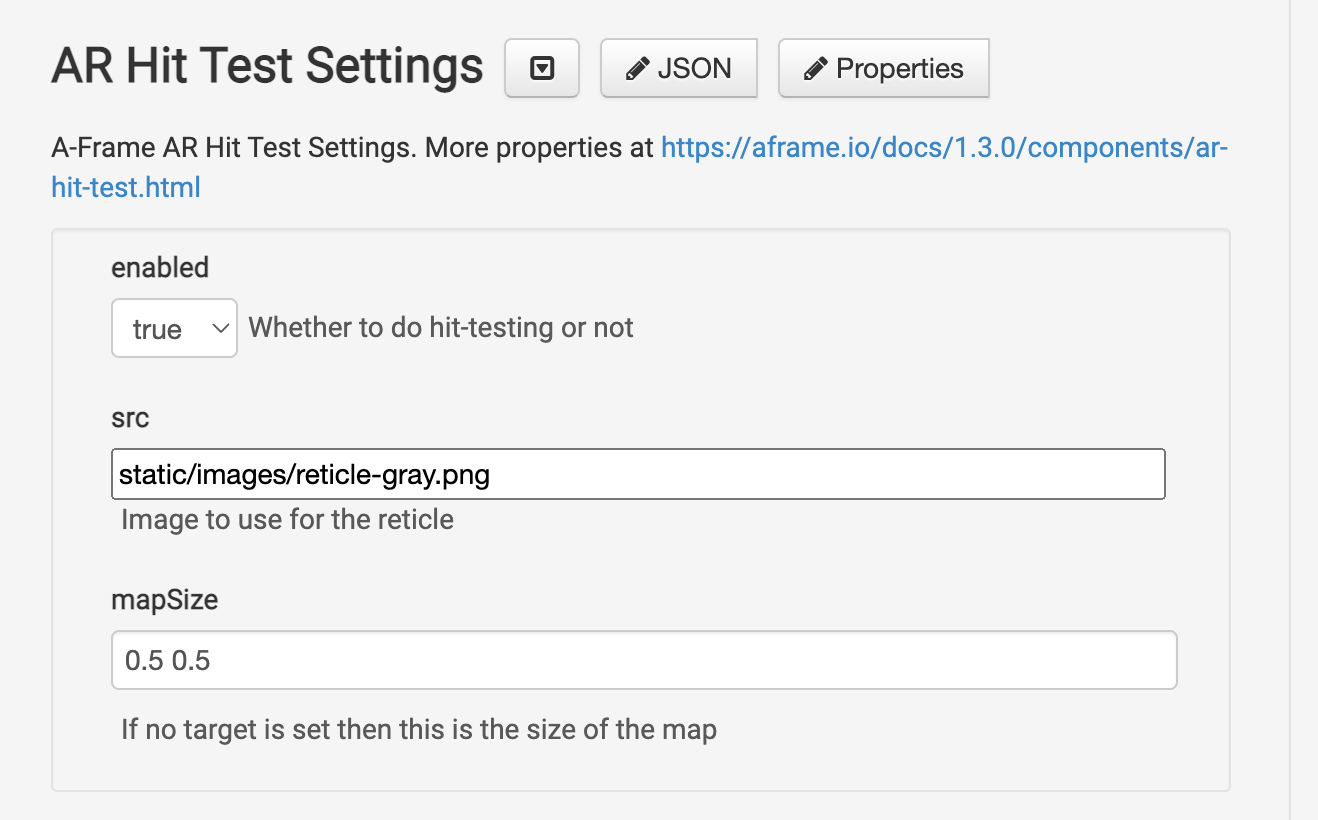 AR Hit Test Settings JSON Properties
A-Frame AR Hit Test Settings. More properties at https://aframe.io/docs/1.3.0/components/ar-
hit-test.html
enabled
true Whether to do hit-testing or not
src
static/images/reticle-gray.png
Image to use for the reticle
mapSize
0.5 0.5
If no target is set then this is the size of the map